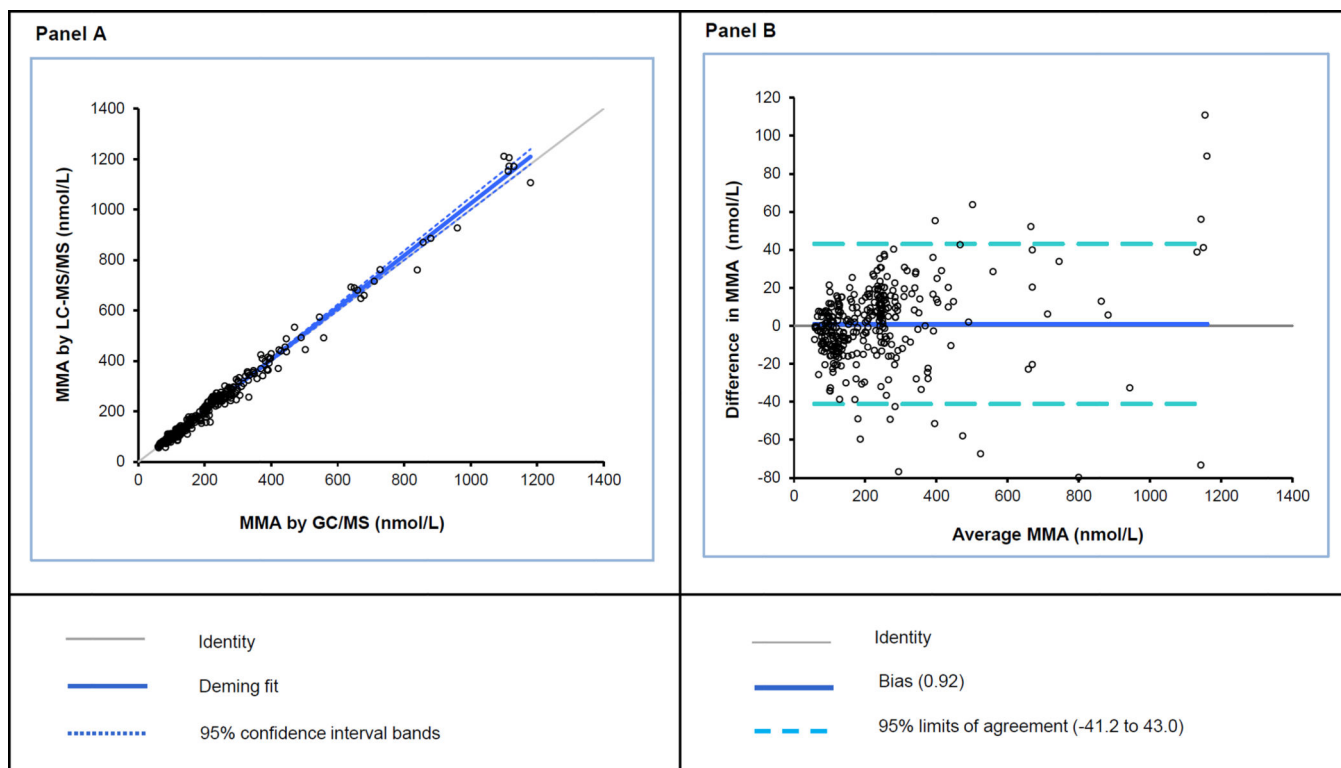 Panel A
1400
1200
1000
800
600
400
200
0
MMA by LC-MS/MS (nmol/L)
0 200 400 600 800 1000 1200 1400
MMA by GC/MS (nmol/L)
Panel B
120
100
80
60
40
20
0
-20
-40
-60
-80
Difference in MMA (nmol/L)
0 200 400 600 800 1000 1200 1400
Average MMA (nmol/L)
Identity
Deming fit
95% confidence interval bands
Identity
Bias (0.92)
95% limits of agreement (-41.2 to 43.0)